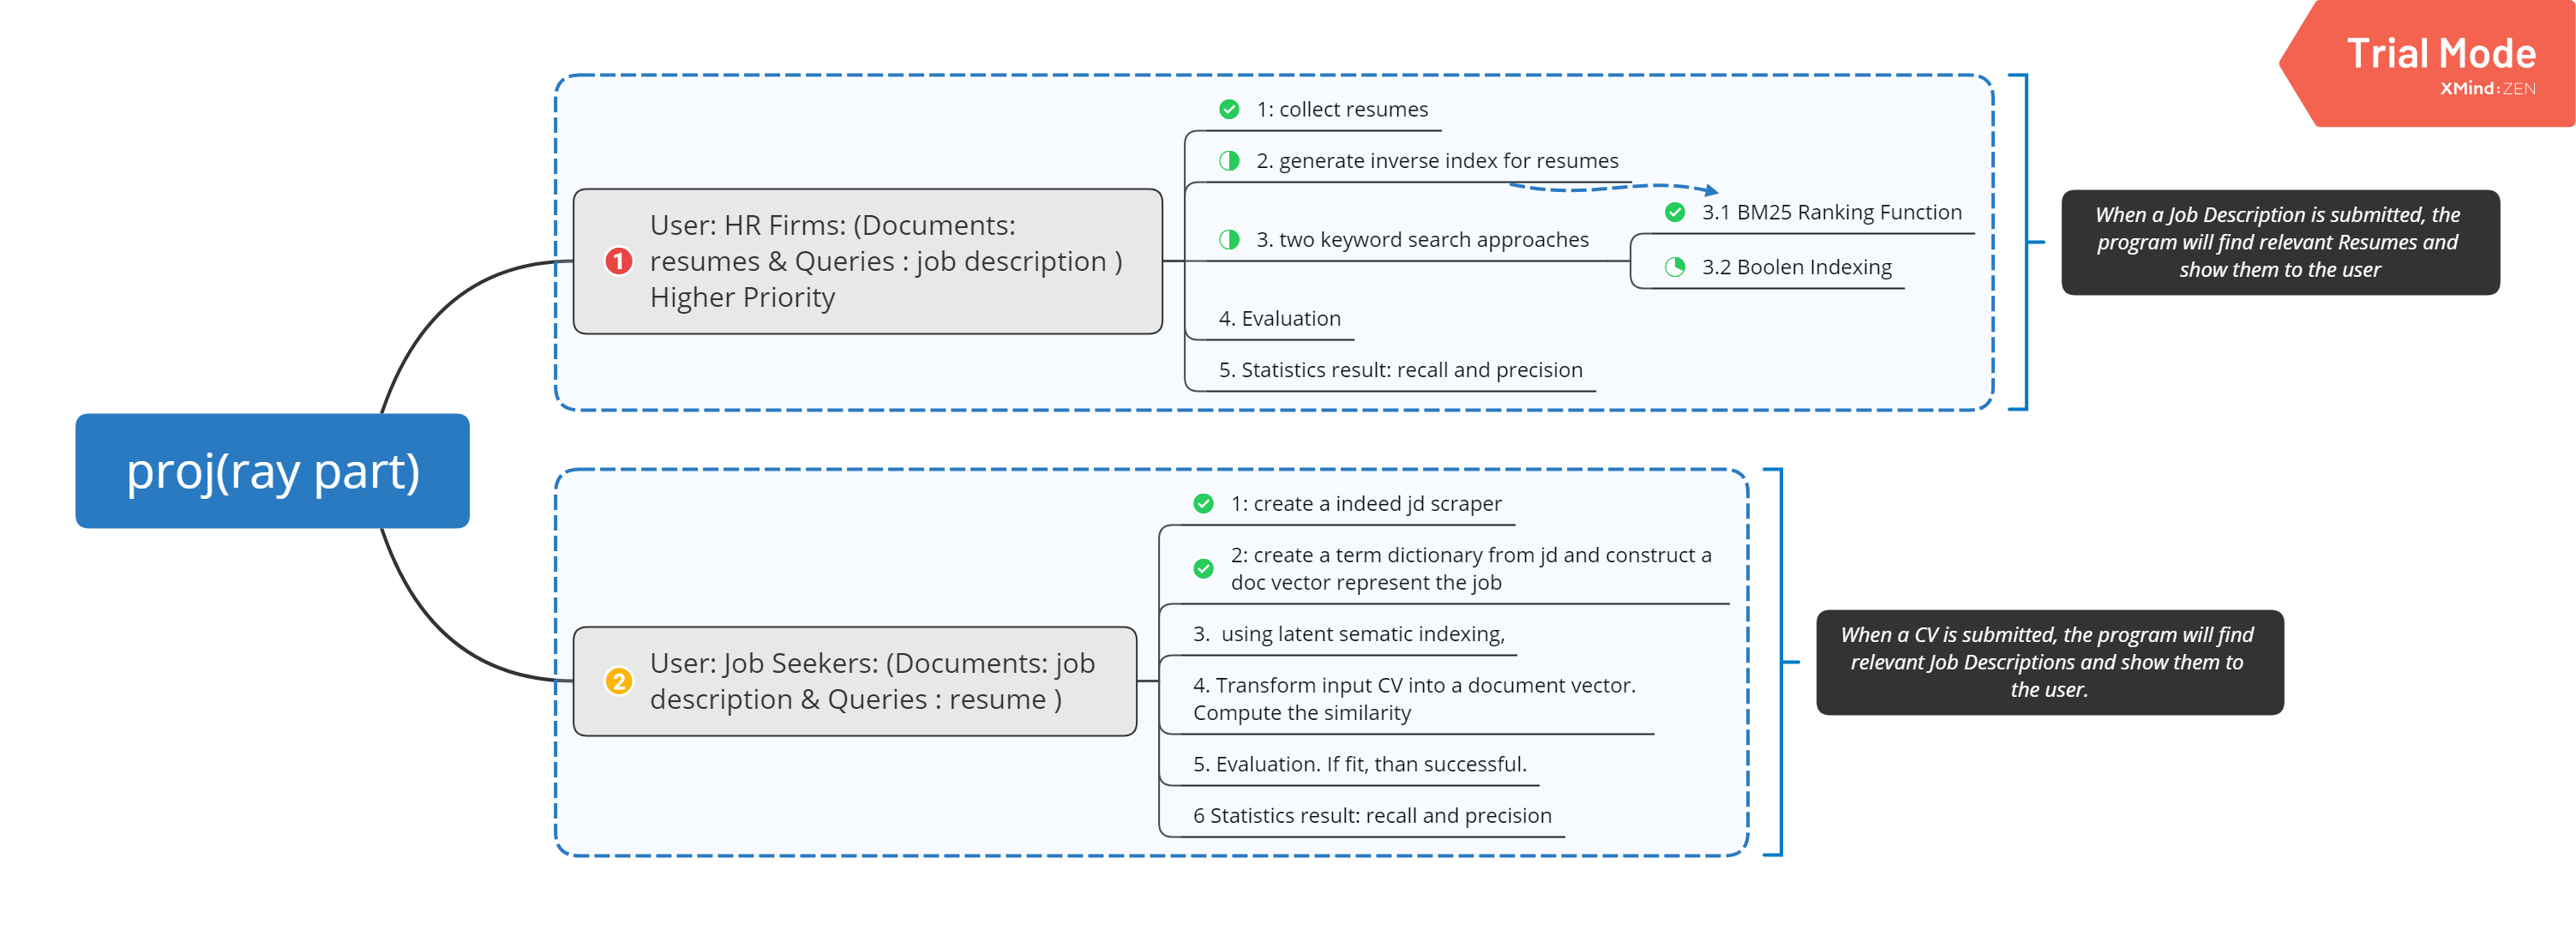 Trial Mode
XMind:ZEN
proj(ray part)
1
User: HR Firms: (Documents:
resumes & Queries : job description )
Higher Priority
1: collect resumes
2. generate inverse index for resumes
3. two keyword search approaches
3.1 BM25 Ranking Function
3.2 Boolen Indexing
4. Evaluation
5. Statistics result: recall and precision
When a Job Description is submitted, the
program will find relevant Resumes and
show them to the user
2
User: Job Seekers: (Documents: job
description & Queries : resume )
1: create a indeed jd scraper
2: create a term dictionary from jd and construct a
doc vector represent the job
3.  using latent sematic indexing,
4. Transform input CV into a document vector.
Compute the similarity
5. Evaluation. If fit, than successful.
6 Statistics result: recall and precision
When a CV is submitted, the program will find
relevant Job Descriptions and show them to
the user.